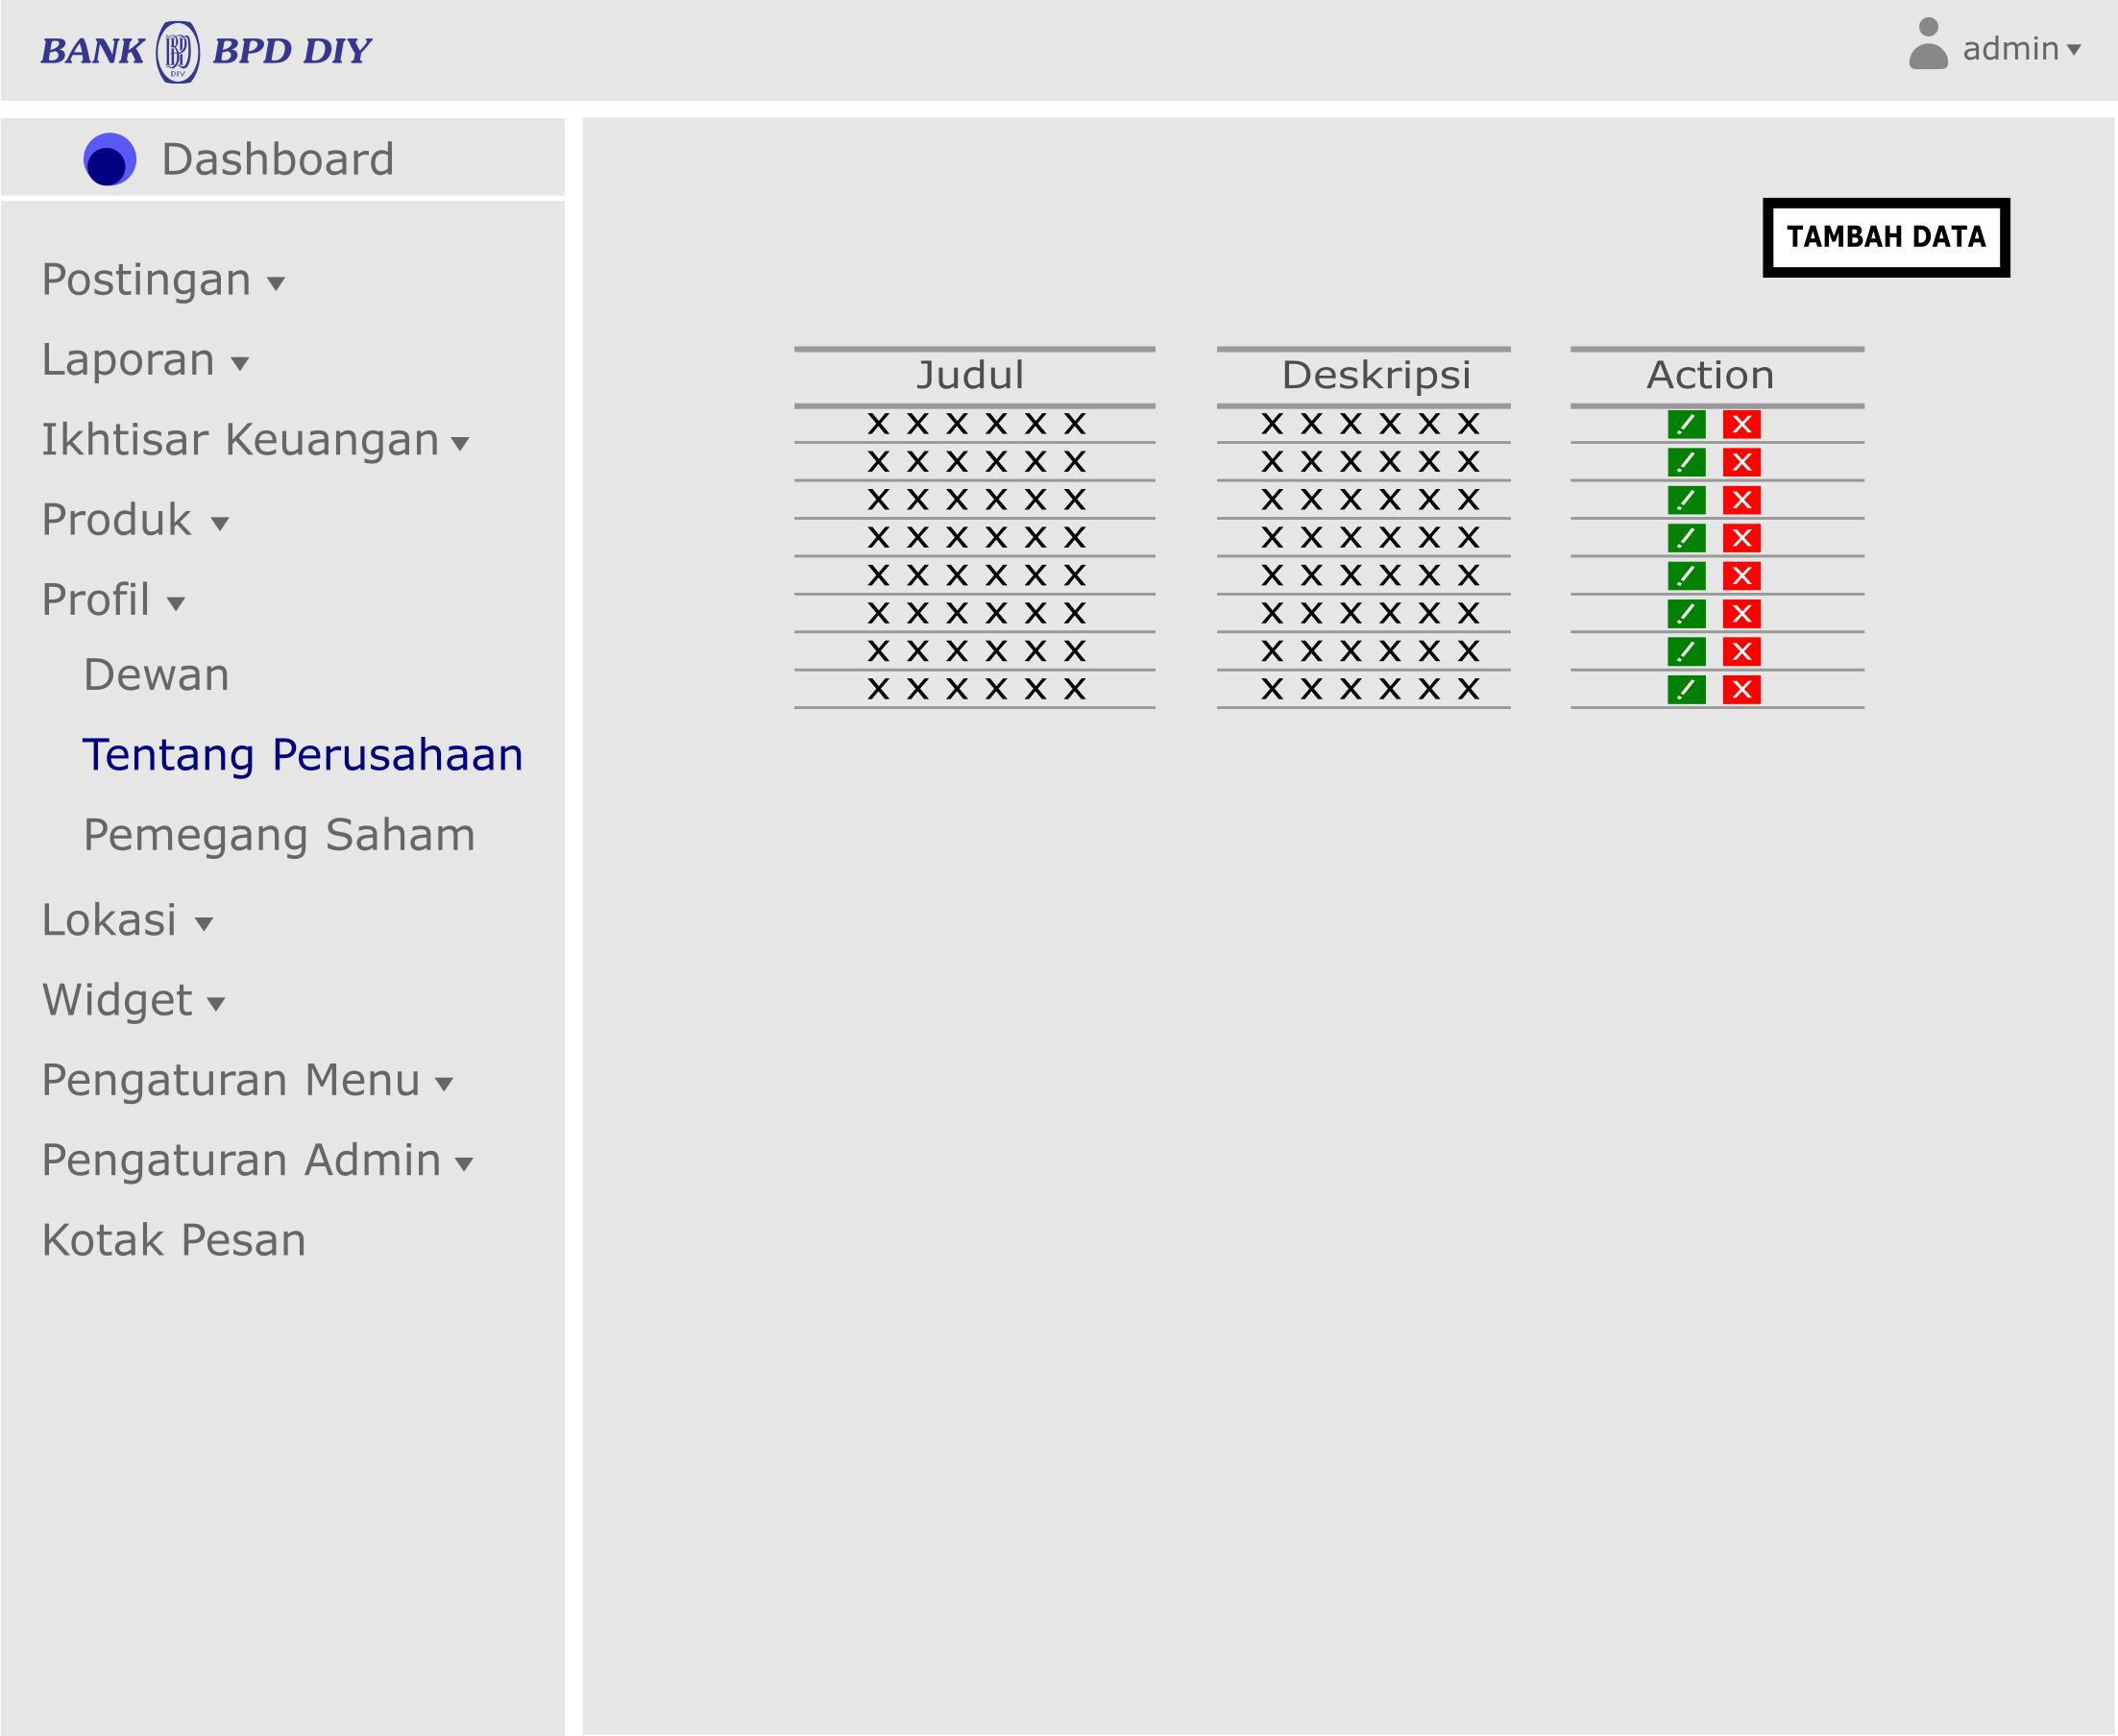 BANK BPD DIY
admin
Dashboard
Postingan
Laporan
Ikhtisar Keuangan
Produk
Profil
Dewan
Tentang Perusahaan
Pemegang Saham
Lokasi
Widget
Pengaturan Menu
Pengaturan Admin
Kotak Pesan
TAMBAH DATA
Judul Deskripsi Action
X X X X X X X X X X X X X
X X X X X X X X X X X X X
X X X X X X X X X X X X X
X X X X X X X X X X X X X
X X X X X X X X X X X X X
X X X X X X X X X X X X X
X X X X X X X X X X X X X
X X X X X X X X X X X X X